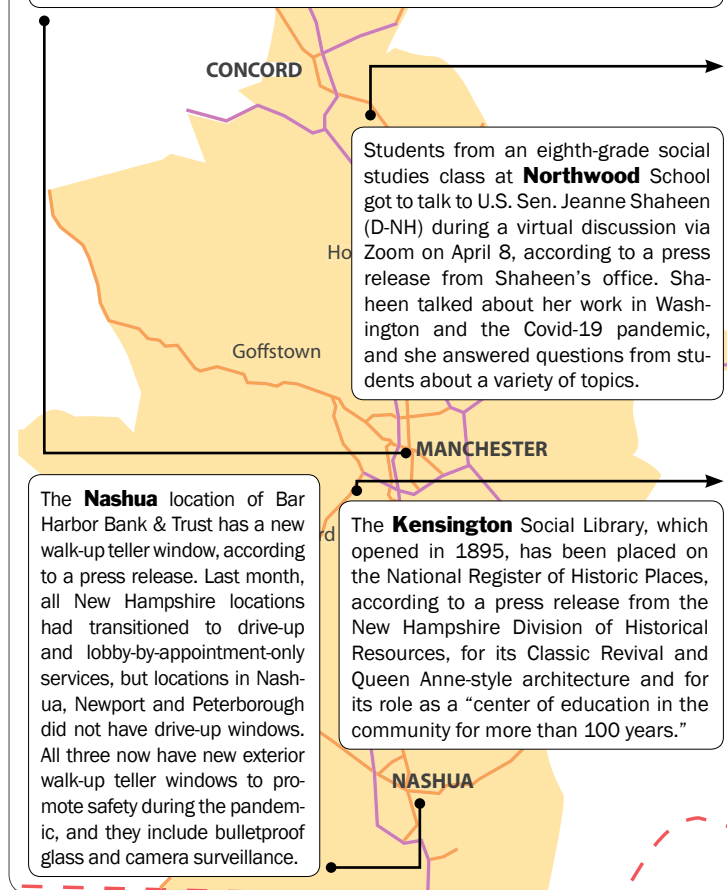 CONCORD
Students from an eighth-grade social
studies class at Northwood School
got to talk to U.S. Sen. Jeanne Shaheen
(D-NH) during a virtual discussion via
Zoom on April 8, according to a press
release from Shaheen’s office. Sha-
heen talked about her work in Wash-
ington and the Covid-19 pandemic,
and she answered questions from stu-
dents about a variety of topics.
Ho
Goffstown
MANCHESTER
The Nashua location of Bar
Harbor Bank & Trust has a new
walk-up teller window, according
to a press release. Last month,
all New Hampshire locations
had transitioned to drive-up
and lobby-by-appointment-only
services, but locations in Nash-
ua, Newport and Peterborough
did not have drive-up windows.
All three now have new exterior
walk-up teller windows to pro-
mote safety during the pandem-
ic, and they include bulletproof
glass and camera surveillance.
rd
The Kensington Social Library, which
opened in 1895, has been placed on
the National Register of Historic Places,
according to a press release from the
New Hampshire Division of Historical
Resources, for its Classic Revival and
Queen Anne-style architecture and for
its role as a “center of education in the
community for more than 100 years.”
NASHUA